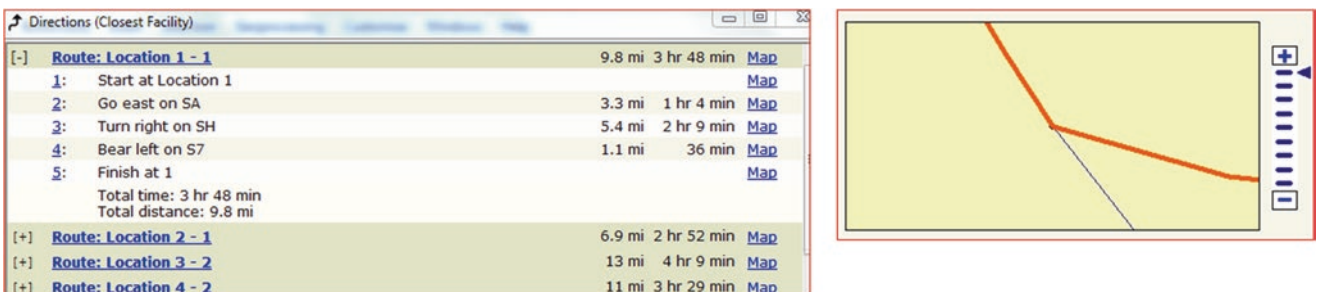 Directions (Closest Facility)
[-] Route: Location 1 - 1 9.8 mi 3 hr 48 min Map
1: Start at Location 1 Map
2: Go east on SA 3.3 mi 1 hr 4 min Map
3: Turn right on SH 5.4 mi 2 hr 9 min Map
4: Bear left on S7 1.1 mi 36 min Map
5: Finish at 1 Map
Total time: 3 hr 48 min
Total distance: 9.8 mi
[+] Route: Location 2 - 1 6.9 mi 2 hr 52 min Map
[+] Route: Location 3 - 2 13 mi 4 hr 9 min Map
[+] Route: Location 4 - 2 11 mi 3 hr 29 min Map